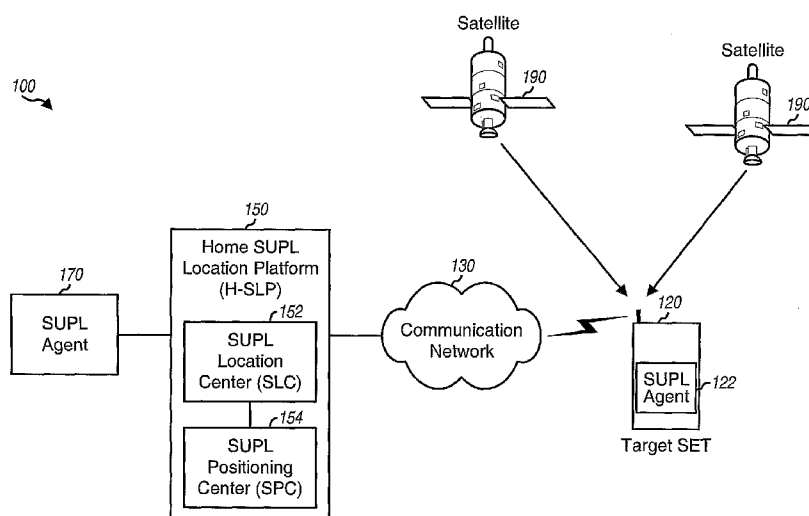 Satellite
Satellite
100
190
190
150
Home SUPL
Location Platform
(H-SLP)
170
SUPL
Agent
152
SUPL
Location
Center (SLC)
154
SUPL
Positioning
Center (SPC)
130
Communication
Network
120
SUPL
Agent
122
Target SET